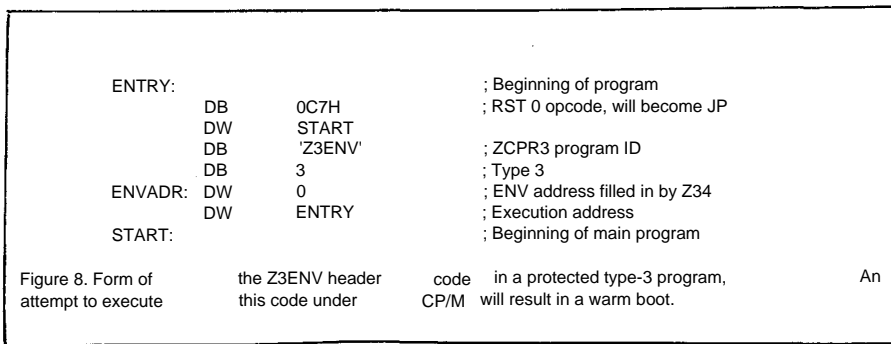 ENTRY: ; Beginning of program
DB 0C7H ; RST 0 opcode, will become JP
DW START
DB 'Z3ENV' ; ZCPR3 program ID
DB 3 ; Type 3
ENVADR: DW 0 ; ENV address filled in by Z34
DW ENTRY ; Execution address
START: ; Beginning of main program
Figure 8. Form of the Z3ENV header code in a protected type-3 program, An
attempt to execute this code under CP/M will result in a warm boot.